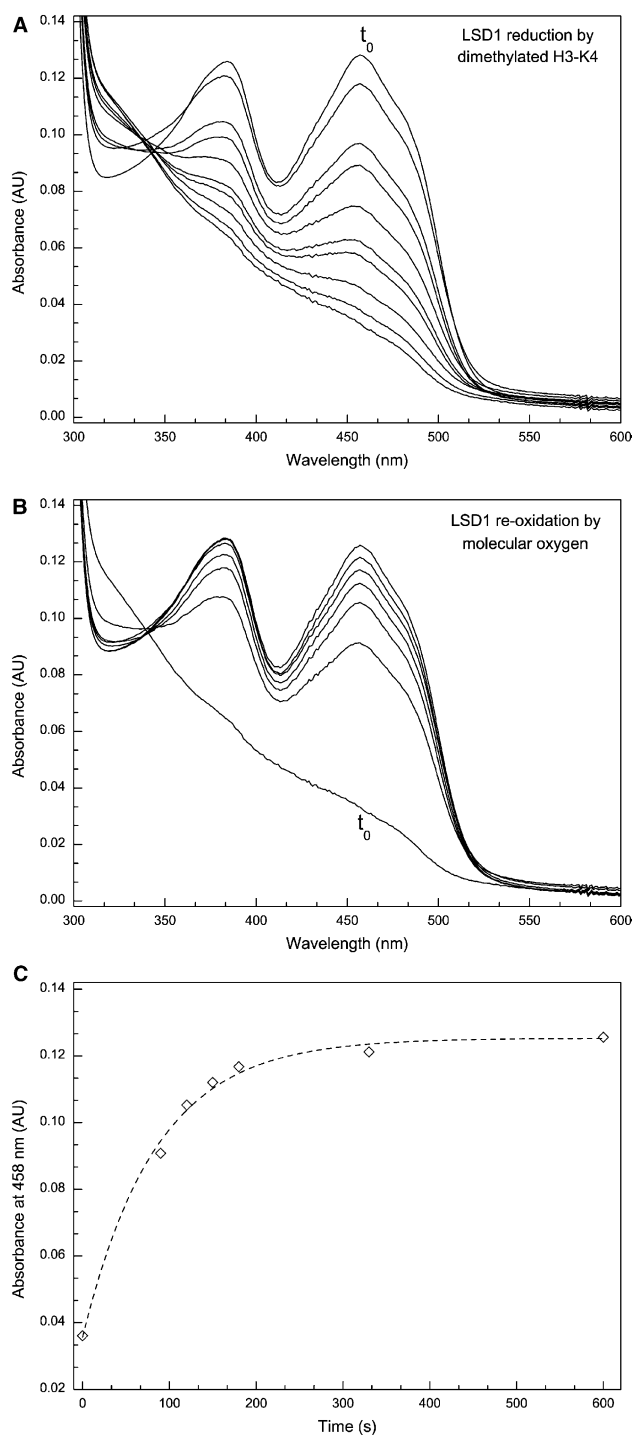 A
LSD1 reduction by
dimethylated H3-K4
t0
0.14
0.12
0.10
0.08
0.06
0.04
0.02
0.00
Absorbance (AU)
300 350 400 450 500 550 600
Wavelength (nm)
B
LSD1 re-oxidation by
molecular oxygen
t0
0.14
0.12
0.10
0.08
0.06
0.04
0.02
0.00
Absorbance (AU)
300 350 400 450 500 550 600
Wavelength (nm)
C
0.14
0.12
0.10
0.08
0.06
0.04
0.02
Absorbance at 458 nm (AU)
0 100 200 300 400 500 600
Time (s)